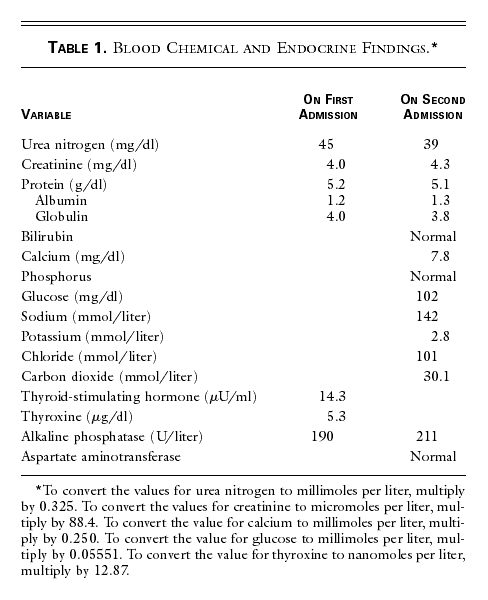 TABLE 1. BLOOD CHEMICAL AND ENDOCRINE FINDINGS.*
VARIABLE ON FIRST ADMISSION ON SECOND ADMISSION
Urea nitrogen (mg/dl) 45 39
Creatinine (mg/dl) 4.0 4.3
Protein (g/dl) 5.2 5.1
Albumin 1.2 1.3
Globulin 4.0 3.8
Bilirubin Normal
Calcium (mg/dl) 7.8
Phosphorus Normal
Glucose (mg/dl) 102
Sodium (mmol/liter) 142
Potassium (mmol/liter) 2.8
Chloride (mmol/liter) 101
Carbon dioxide (mmol/liter) 30.1
Thyroid-stimulating hormone (μU/ml) 14.3
Thyroxine (μg/dl) 5.3
Alkaline phosphatase (U/liter) 190 211
Aspartate aminotransferase Normal
*To convert the values for urea nitrogen to millimoles per liter, multiply
by 0.325. To convert the values for creatinine to micromoles per liter, mul-
tiply by 88.4. To convert the value for calcium to millimoles per liter, multi-
ply by 0.250. To convert the value for glucose to millimoles per liter, mul-
tiply by 0.05551. To convert the value for thyroxine to nanomoles per liter,
multiply by 12.87.